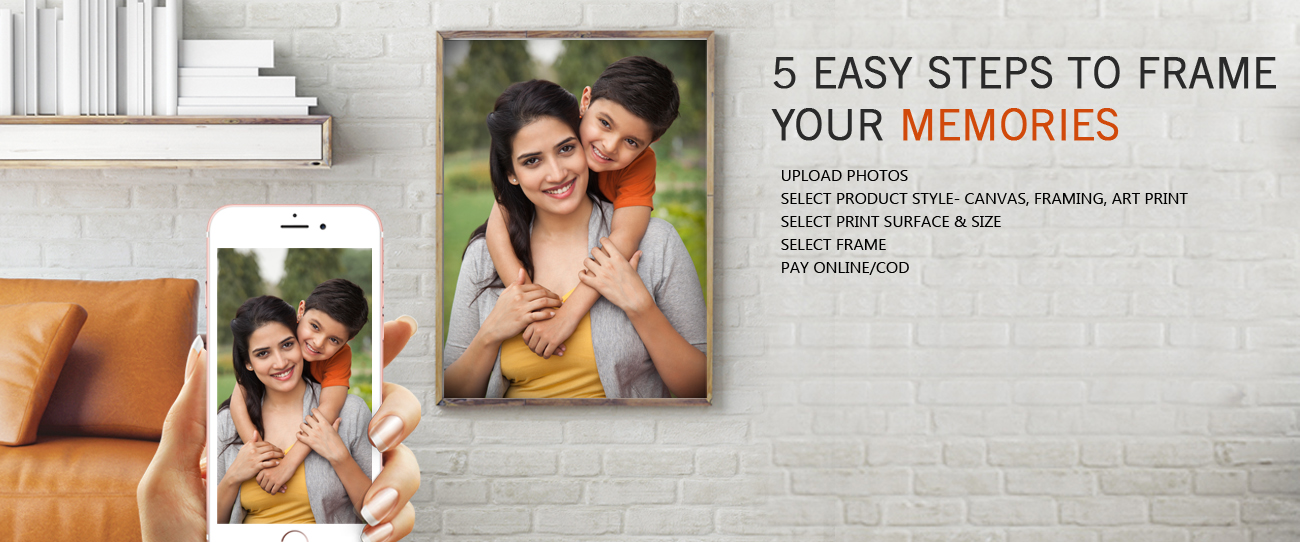 5 EASY STEPS TO FRAME
YOUR MEMORIES
UPLOAD PHOTOS
SELECT PRODUCT STYLE- CANVAS, FRAMING, ART PRINT
SELECT PRINT SURFACE & SIZE
SELECT FRAME
PAY ONLINE/COD